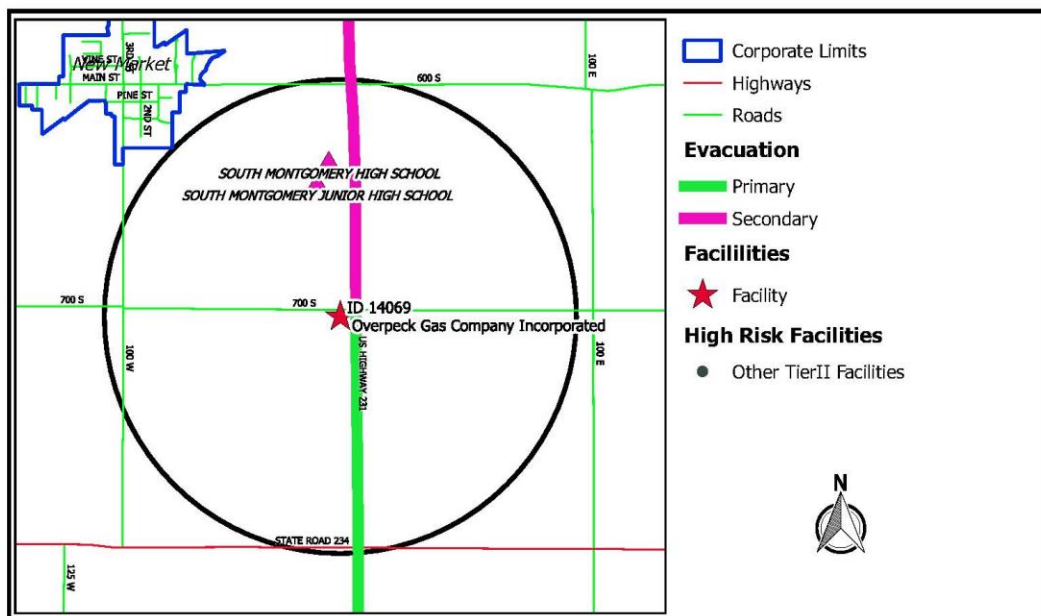 VINE ST
3RD ST
New Market
MAIN ST
PINE ST
2ND ST
600 S
100 E
SOUTH MONTGOMERY HIGH SCHOOL
SOUTH MONTGOMERY JUNIOR HIGH SCHOOL
700 S
700 S
ID 14069
Overpeck Gas Company Incorporated
US HIGHWAY 231
100 W
100 E
STATE ROAD 234
125 W
Corporate Limits
Highways
Roads
Evacuation
Primary
Secondary
Facililities
Facility
High Risk Facilities
Other TierII Facilities
N